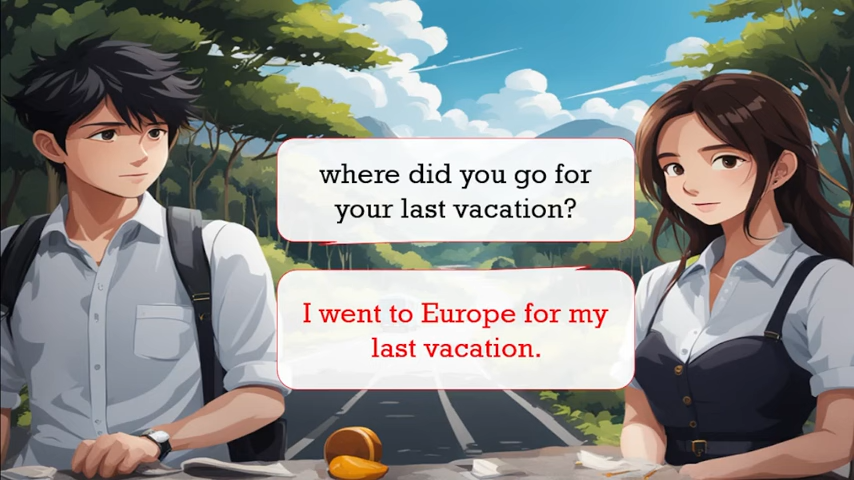 where did you go for
your last vacation?
I went to Europe for my
last vacation.